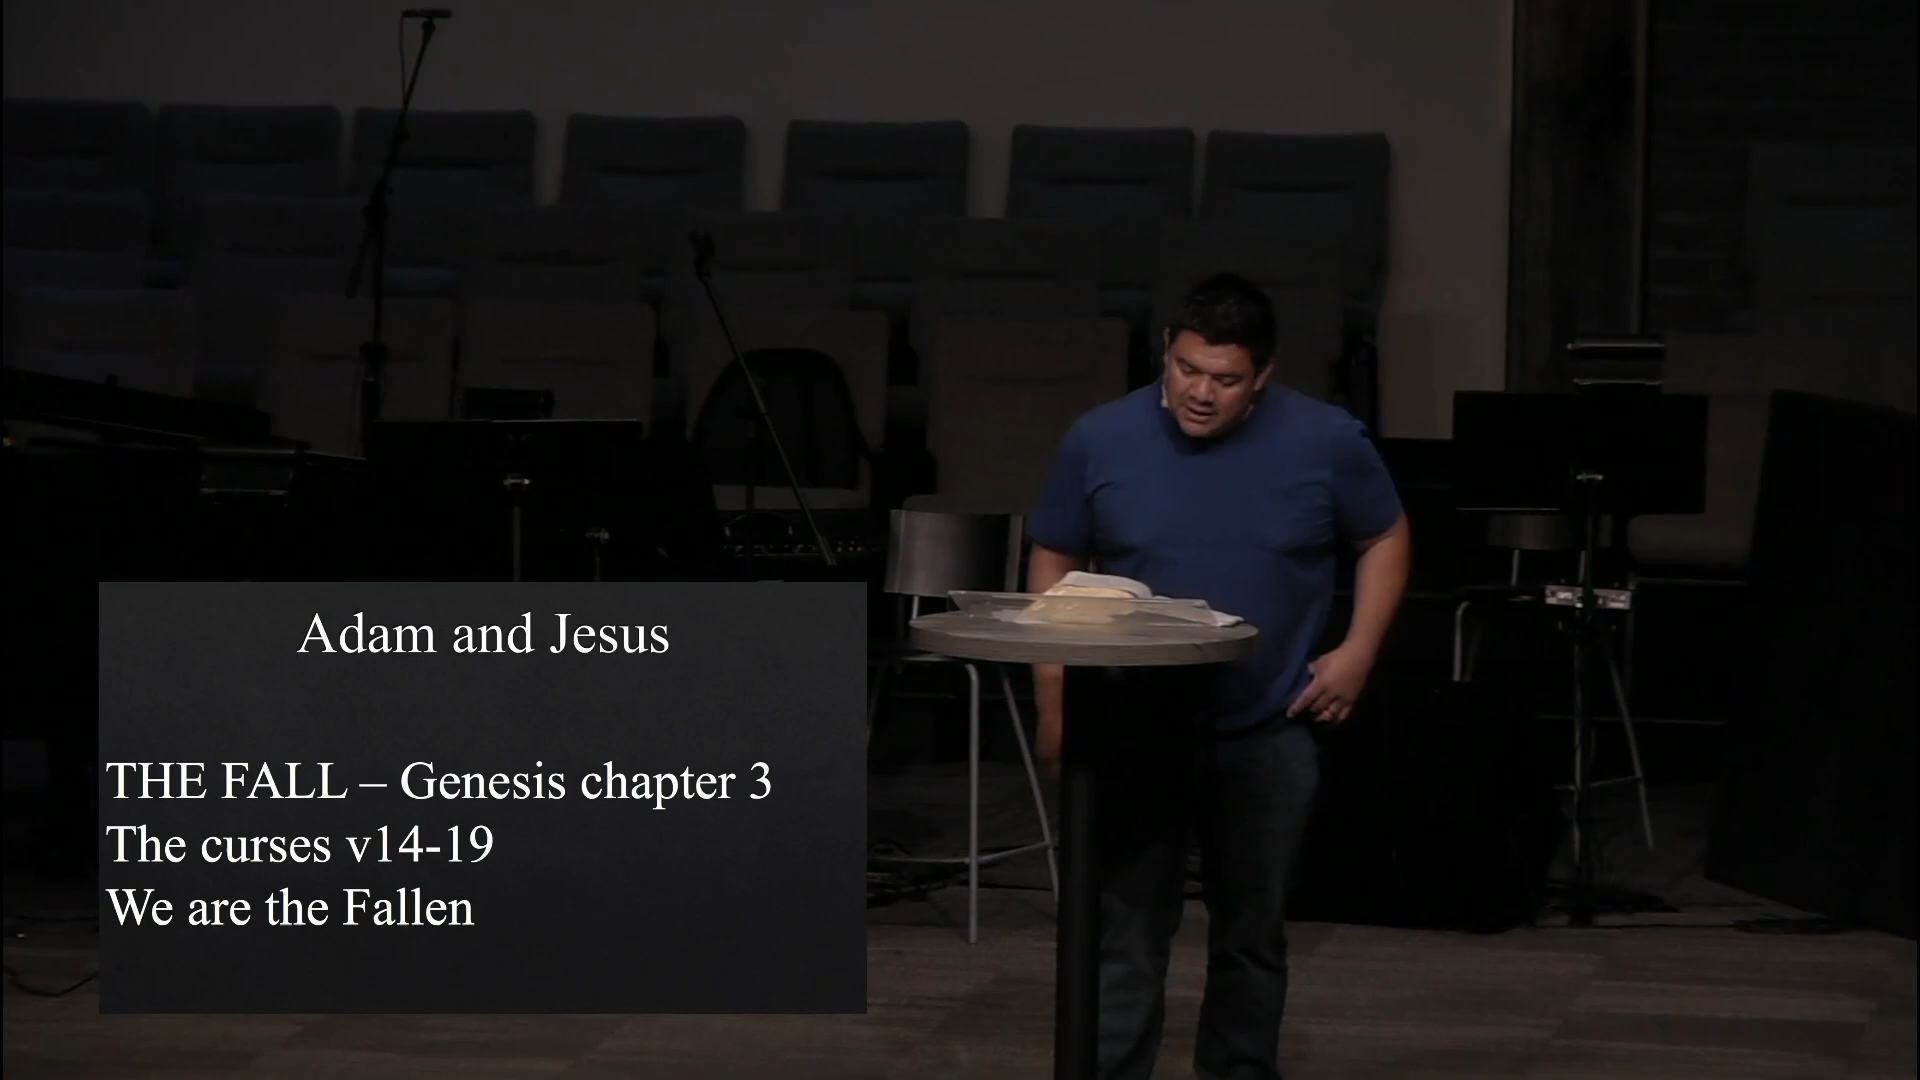 Adam and Jesus
THE FALL – Genesis chapter 3
The curses v14-19
We are the Fallen